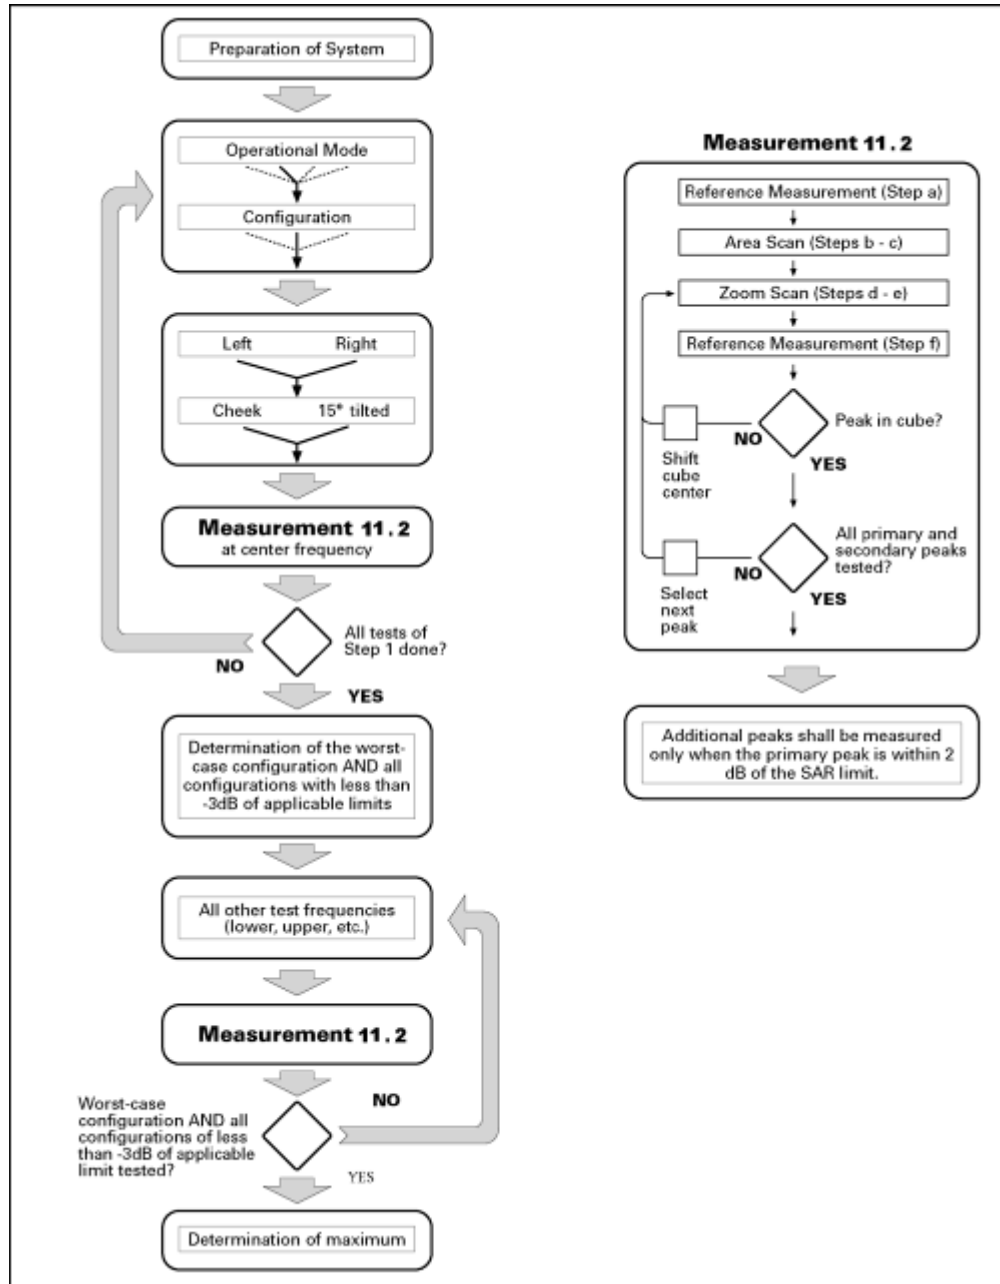 Preparation of System
Operational Mode
Configuration
Left Right
Cheek 15* tilted
Measurement 11.2
at center frequency
All tests of
Step 1 done?
NO
YES
Determination of the worst-
case configuration AND all
configurations with less than
-3dB of applicable limits
All other test frequencies
(lower, upper, etc.)
Measurement 11.2
NO
Worst-case
configuration AND all
configurations of less
than -3dB of applicable
limit tested?
YES
Determination of maximum
Measurement 11.2
Reference Measurement (Step a)
Area Scan (Steps b - c)
Zoom Scan (Steps d - e)
Reference Measurement (Step f)
Peak in cube?
NO
YES
Shift
cube
center
All primary and
secondary peaks
tested?
NO
YES
Select
next
peak
Additional peaks shall be measured
only when the primary peak is within 2
dB of the SAR limit.